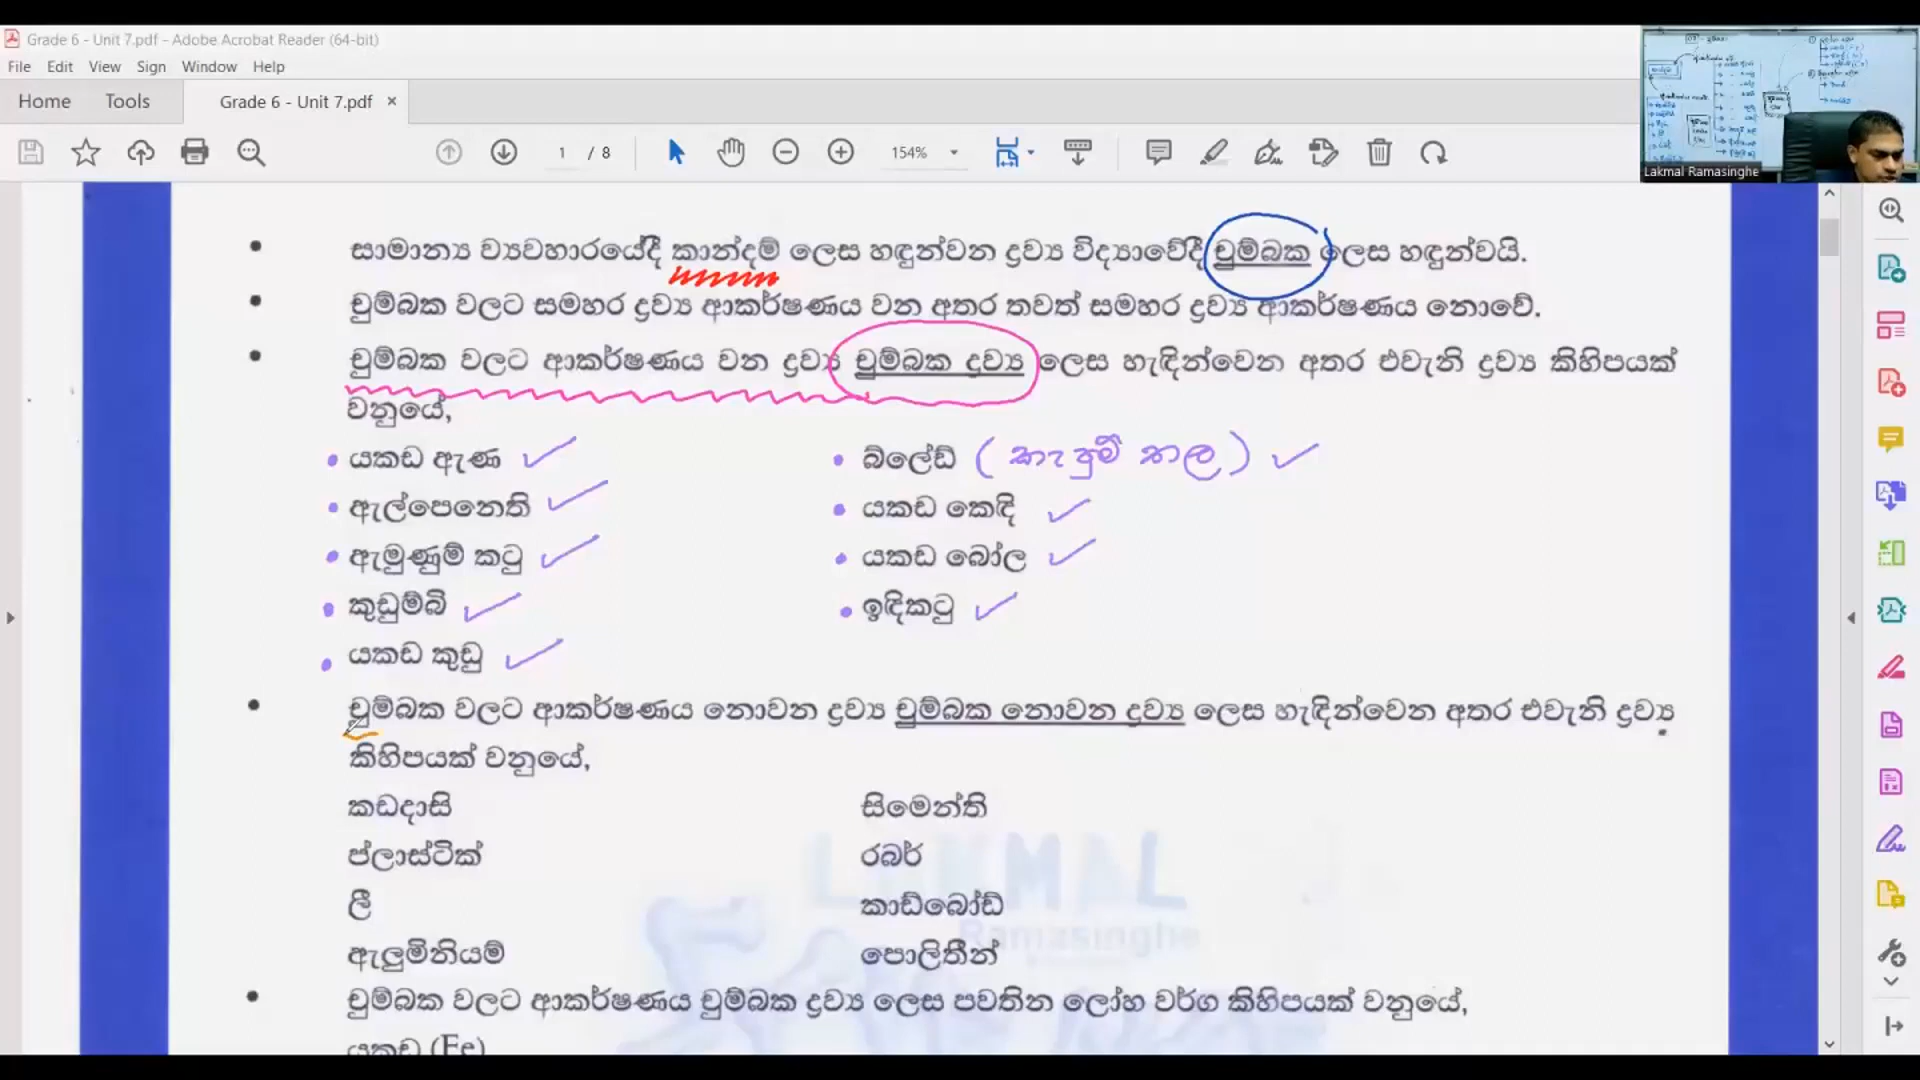 Grade 6 - Unit 7.pdf - Adobe Acrobat Reader (64-bit)
File Edit View Sign Window Help
Home Tools Grade 6 - Unit 7.pdf ×
1 / 8 154%
Lakmal Ramasinghe
• සාමාන්‍ය ව්‍යවහාරයේදී කාන්දම් ලෙස හඳුන්වන ද්‍රව්‍ය විද්‍යාවේදී චුම්බක ලෙස හඳුන්වයි.
• චුම්බක වලට සමහර ද්‍රව්‍ය ආකර්ෂණය වන අතර තවත් සමහර ද්‍රව්‍ය ආකර්ෂණය නොවේ.
• චුම්බක වලට ආකර්ෂණය වන ද්‍රව්‍ය චුම්බක ද්‍රව්‍ය ලෙස හැඳින්වෙන අතර එවැනි ද්‍රව්‍ය කිහිපයක්
වනුයේ,
• යකඩ ඇණ • බ්ලේඩ් (කැපුම් තල)
• ඇල්පෙනෙති • යකඩ කෙඳි
• ඇමුණුම් කටු • යකඩ බෝල
• කුඩුම්බි • ඉඳිකටු
• යකඩ කුඩු
• චුම්බක වලට ආකර්ෂණය නොවන ද්‍රව්‍ය චුම්බක නොවන ද්‍රව්‍ය ලෙස හැඳින්වෙන අතර එවැනි ද්‍රව්‍ය
කිහිපයක් වනුයේ,
කඩදාසි සිමෙන්ති
ප්ලාස්ටික් රබර්
ලී කාඩ්බෝඩ්
ඇලුමිනියම් පොලිතීන්
LAKMAL
Ramasinghe
• චුම්බක වලට ආකර්ෂණය චුම්බක ද්‍රව්‍ය ලෙස පවතින ලෝහ වර්ග කිහිපයක් වනුයේ,
යකඩ (Fe)